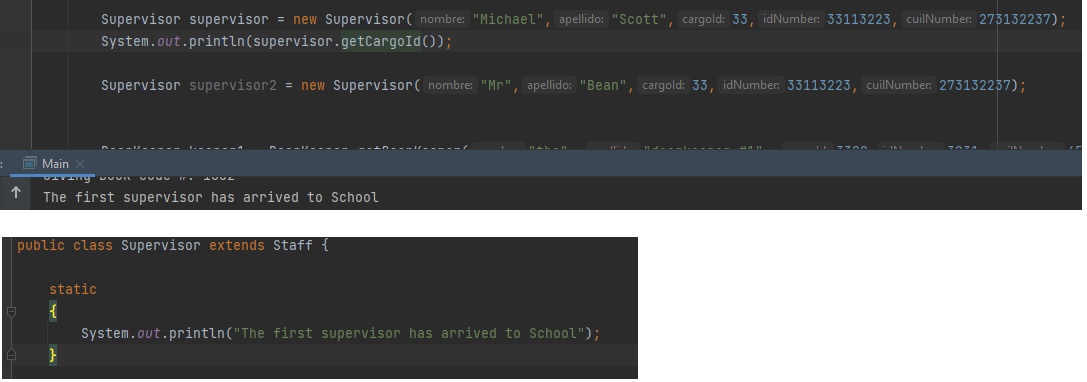 Supervisor supervisor = new Supervisor( nombre: "Michael", apellido: "Scott", cargoId: 33, idNumber: 33113223, cuilNumber: 273132237);
System.out.println(supervisor.getCargoId());
Supervisor supervisor2 = new Supervisor( nombre: "Mr", apellido: "Bean", cargoId: 33, idNumber: 33113223, cuilNumber: 273132237);
: Main ×
The first supervisor has arrived to School
public class Supervisor extends Staff {
static
{
System.out.println("The first supervisor has arrived to School");
}